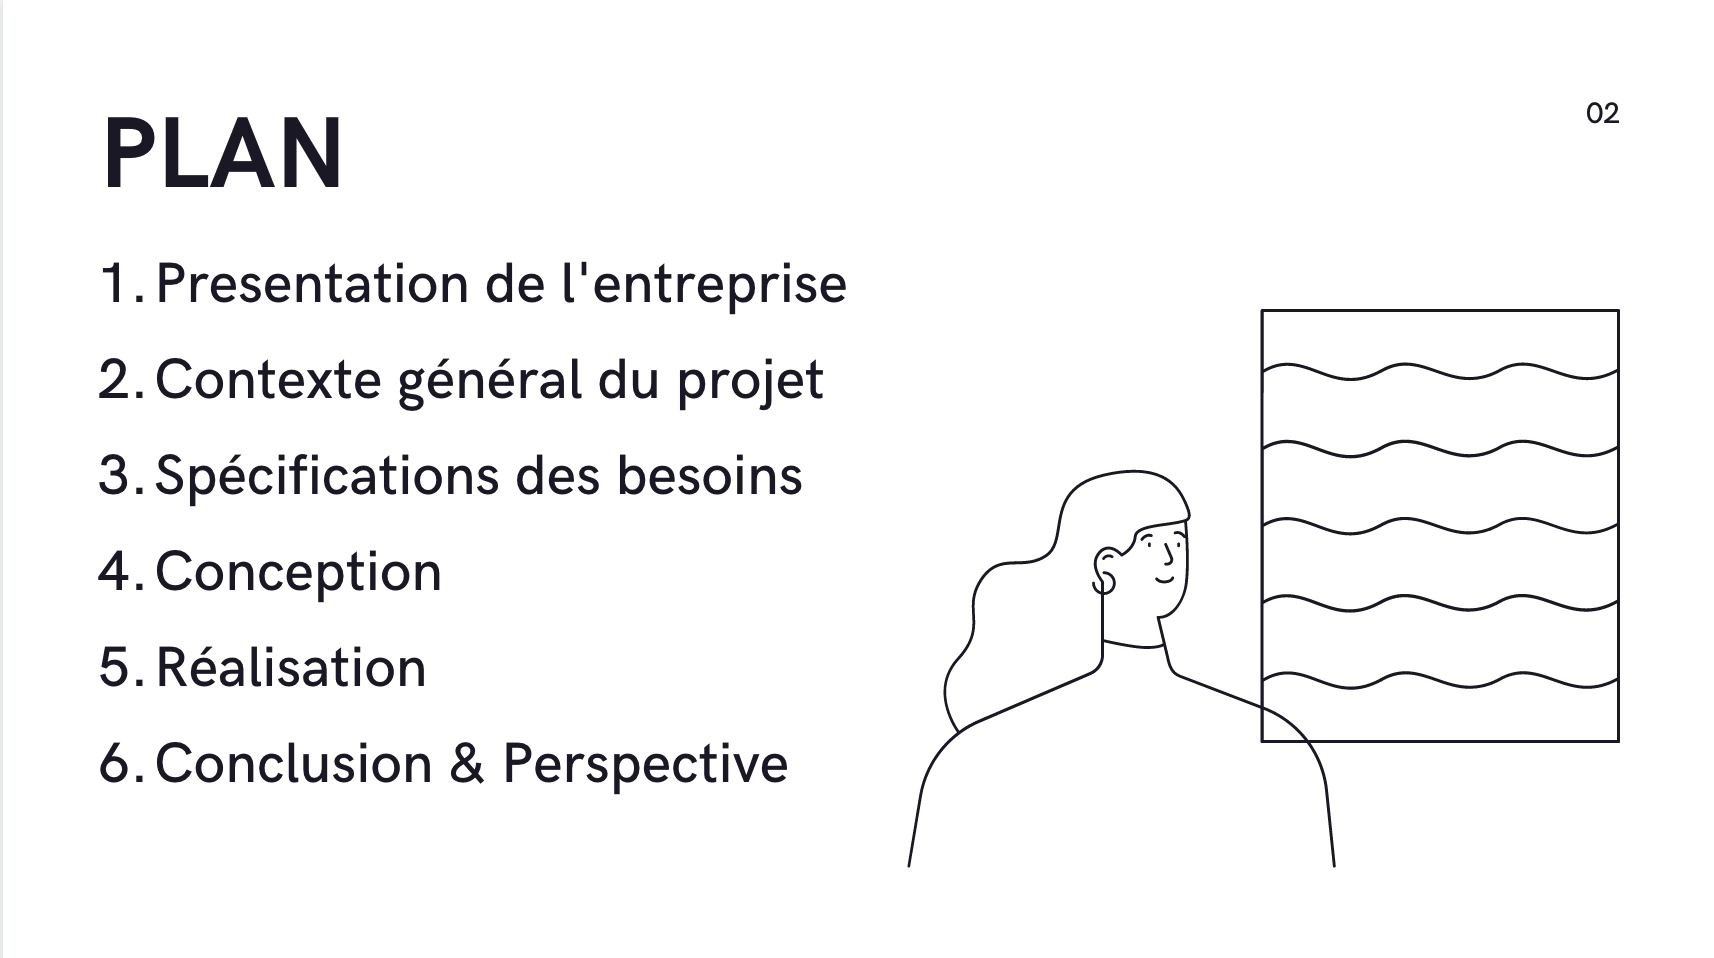 PLAN
02
1. Presentation de l'entreprise
2. Contexte général du projet
3. Spécifications des besoins
4. Conception
5. Réalisation
6. Conclusion & Perspective